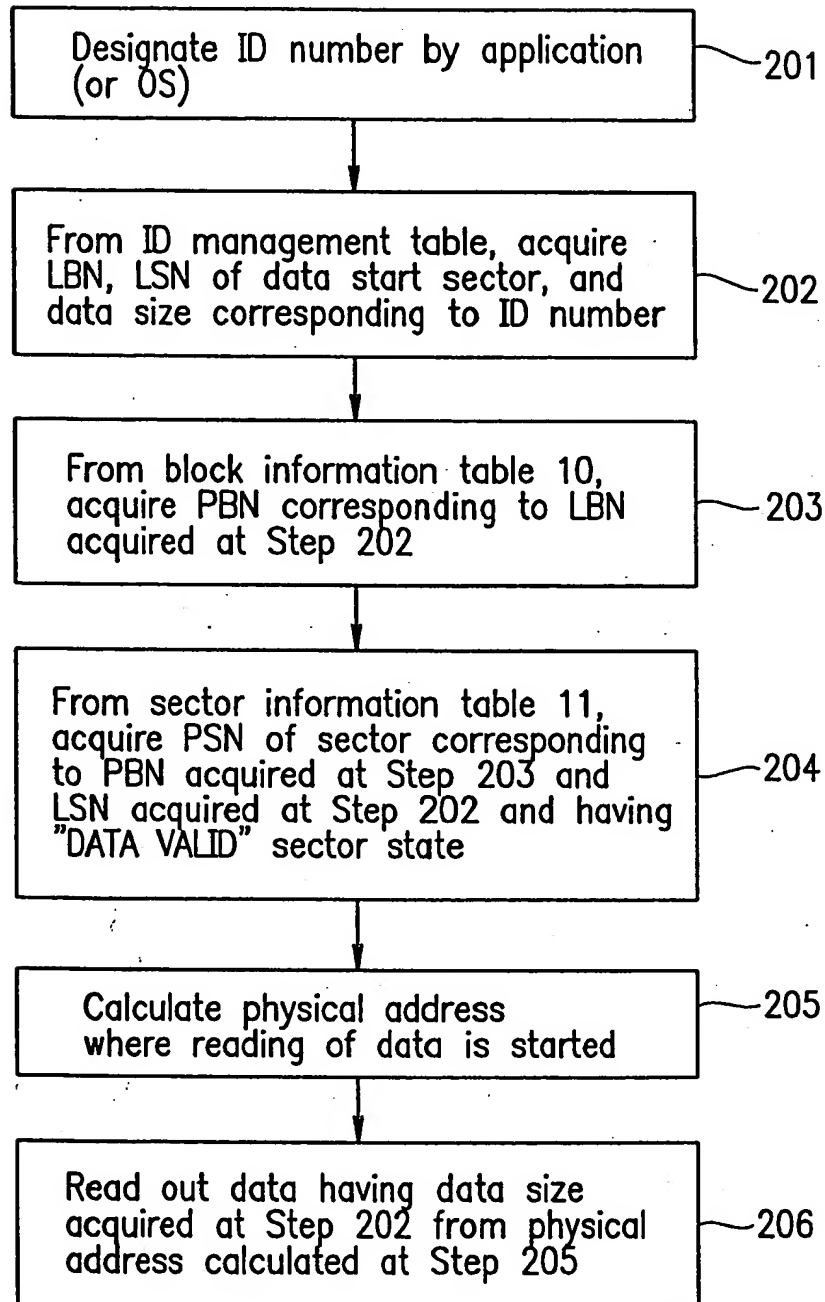 Designate ID number by application
(or OS)
201
From ID management table, acquire
LBN, LSN of data start sector, and
data size corresponding to ID number
202
From block information table 10,
acquire PBN corresponding to LBN
acquired at Step 202
203
From sector information table 11,
acquire PSN of sector corresponding
to PBN acquired at Step 203 and
LSN acquired at Step 202 and having
"DATA VALID" sector state
204
Calculate physical address
where reading of data is started
205
Read out data having data size
acquired at Step 202 from physical
address calculated at Step 205
206